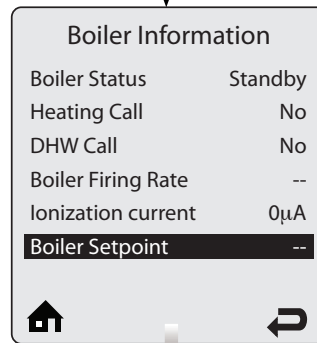 Boiler Information
Boiler Status Standby
Heating Call No
DHW Call No
Boiler Firing Rate --
Ionization current 0µA
Boiler Setpoint --